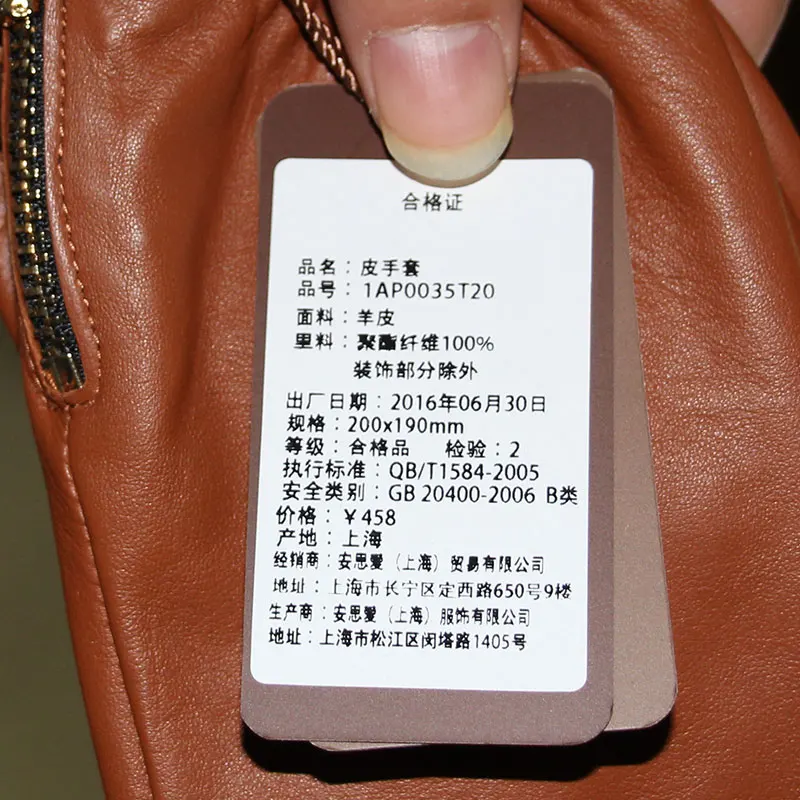 合格证
品名：皮手套
品号：1AP0035T20
面料：羊皮
里料：聚酯纤维100%
装饰部分除外
出厂日期：2016年06月30日
规格：200x190mm
等级：合格品 检验：2
执行标准：QB/T1584-2005
安全类别：GB 20400-2006 B类
价格：￥458
产地：上海
经销商：安思愛（上海）贸易有限公司
地址：上海市长宁区定西路650号9楼
生产商：安思愛（上海）服饰有限公司
地址：上海市松江区闵塔路1405号